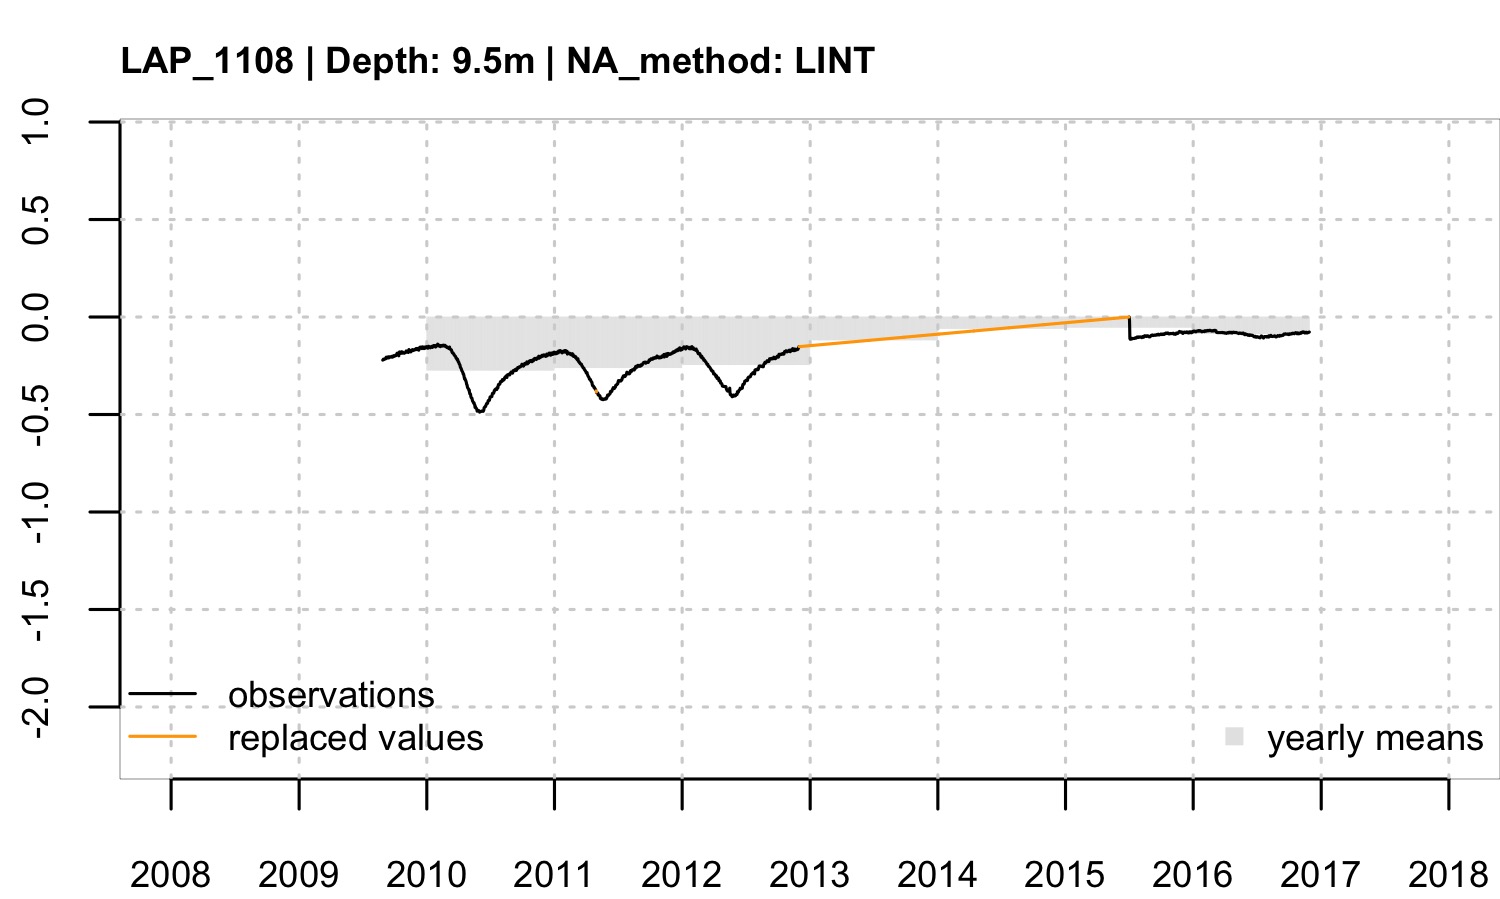 LAP_1108 | Depth: 9.5m | NA_method: LINT
1.0
0.5
0.0
-0.5
-1.0
-1.5
-2.0
observations
replaced values
yearly means
2008 2009 2010 2011 2012 2013 2014 2015 2016 2017 2018